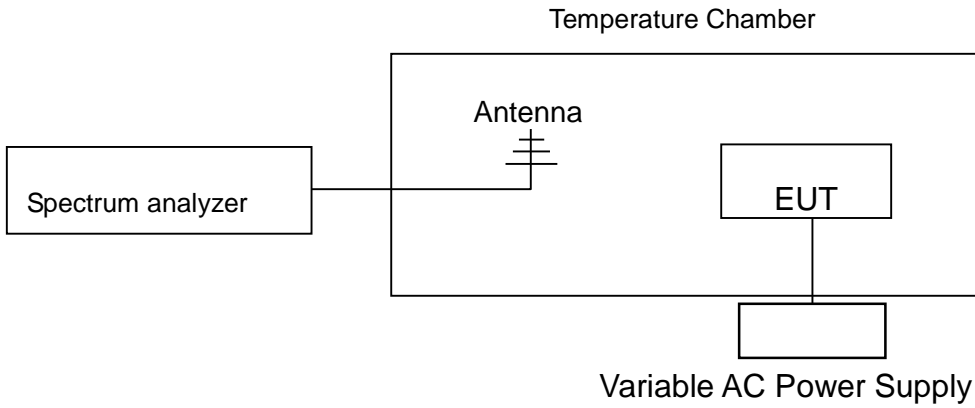 Temperature Chamber
Antenna
Spectrum analyzer
EUT
Variable AC Power Supply